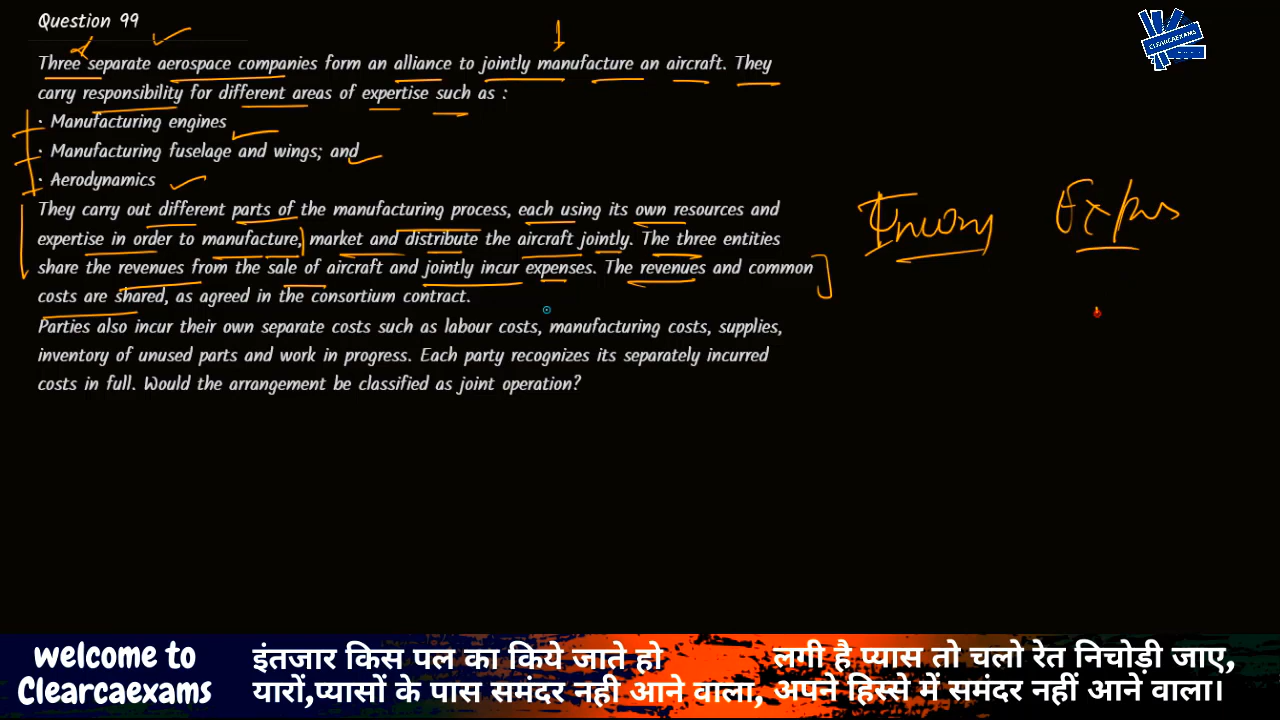 Question 99
Three separate aerospace companies form an alliance to jointly manufacture an aircraft. They
carry responsibility for different areas of expertise such as :
· Manufacturing engines
· Manufacturing fuselage and wings; and
· Aerodynamics
They carry out different parts of the manufacturing process, each using its own resources and
expertise in order to manufacture, market and distribute the aircraft jointly. The three entities
share the revenues from the sale of aircraft and jointly incur expenses. The revenues and common
costs are shared, as agreed in the consortium contract.
Parties also incur their own separate costs such as labour costs, manufacturing costs, supplies,
inventory of unused parts and work in progress. Each party recognizes its separately incurred
costs in full. Would the arrangement be classified as joint operation?
CLEARCAEXAMS
welcome to
Clearcaexams
इंतजार किस पल का किये जाते हो
यारों,प्यासों के पास समंदर नही आने वाला,
लगी है प्यास तो चलो रेत निचोड़ी जाए,
अपने हिस्से में समंदर नहीं आने वाला।